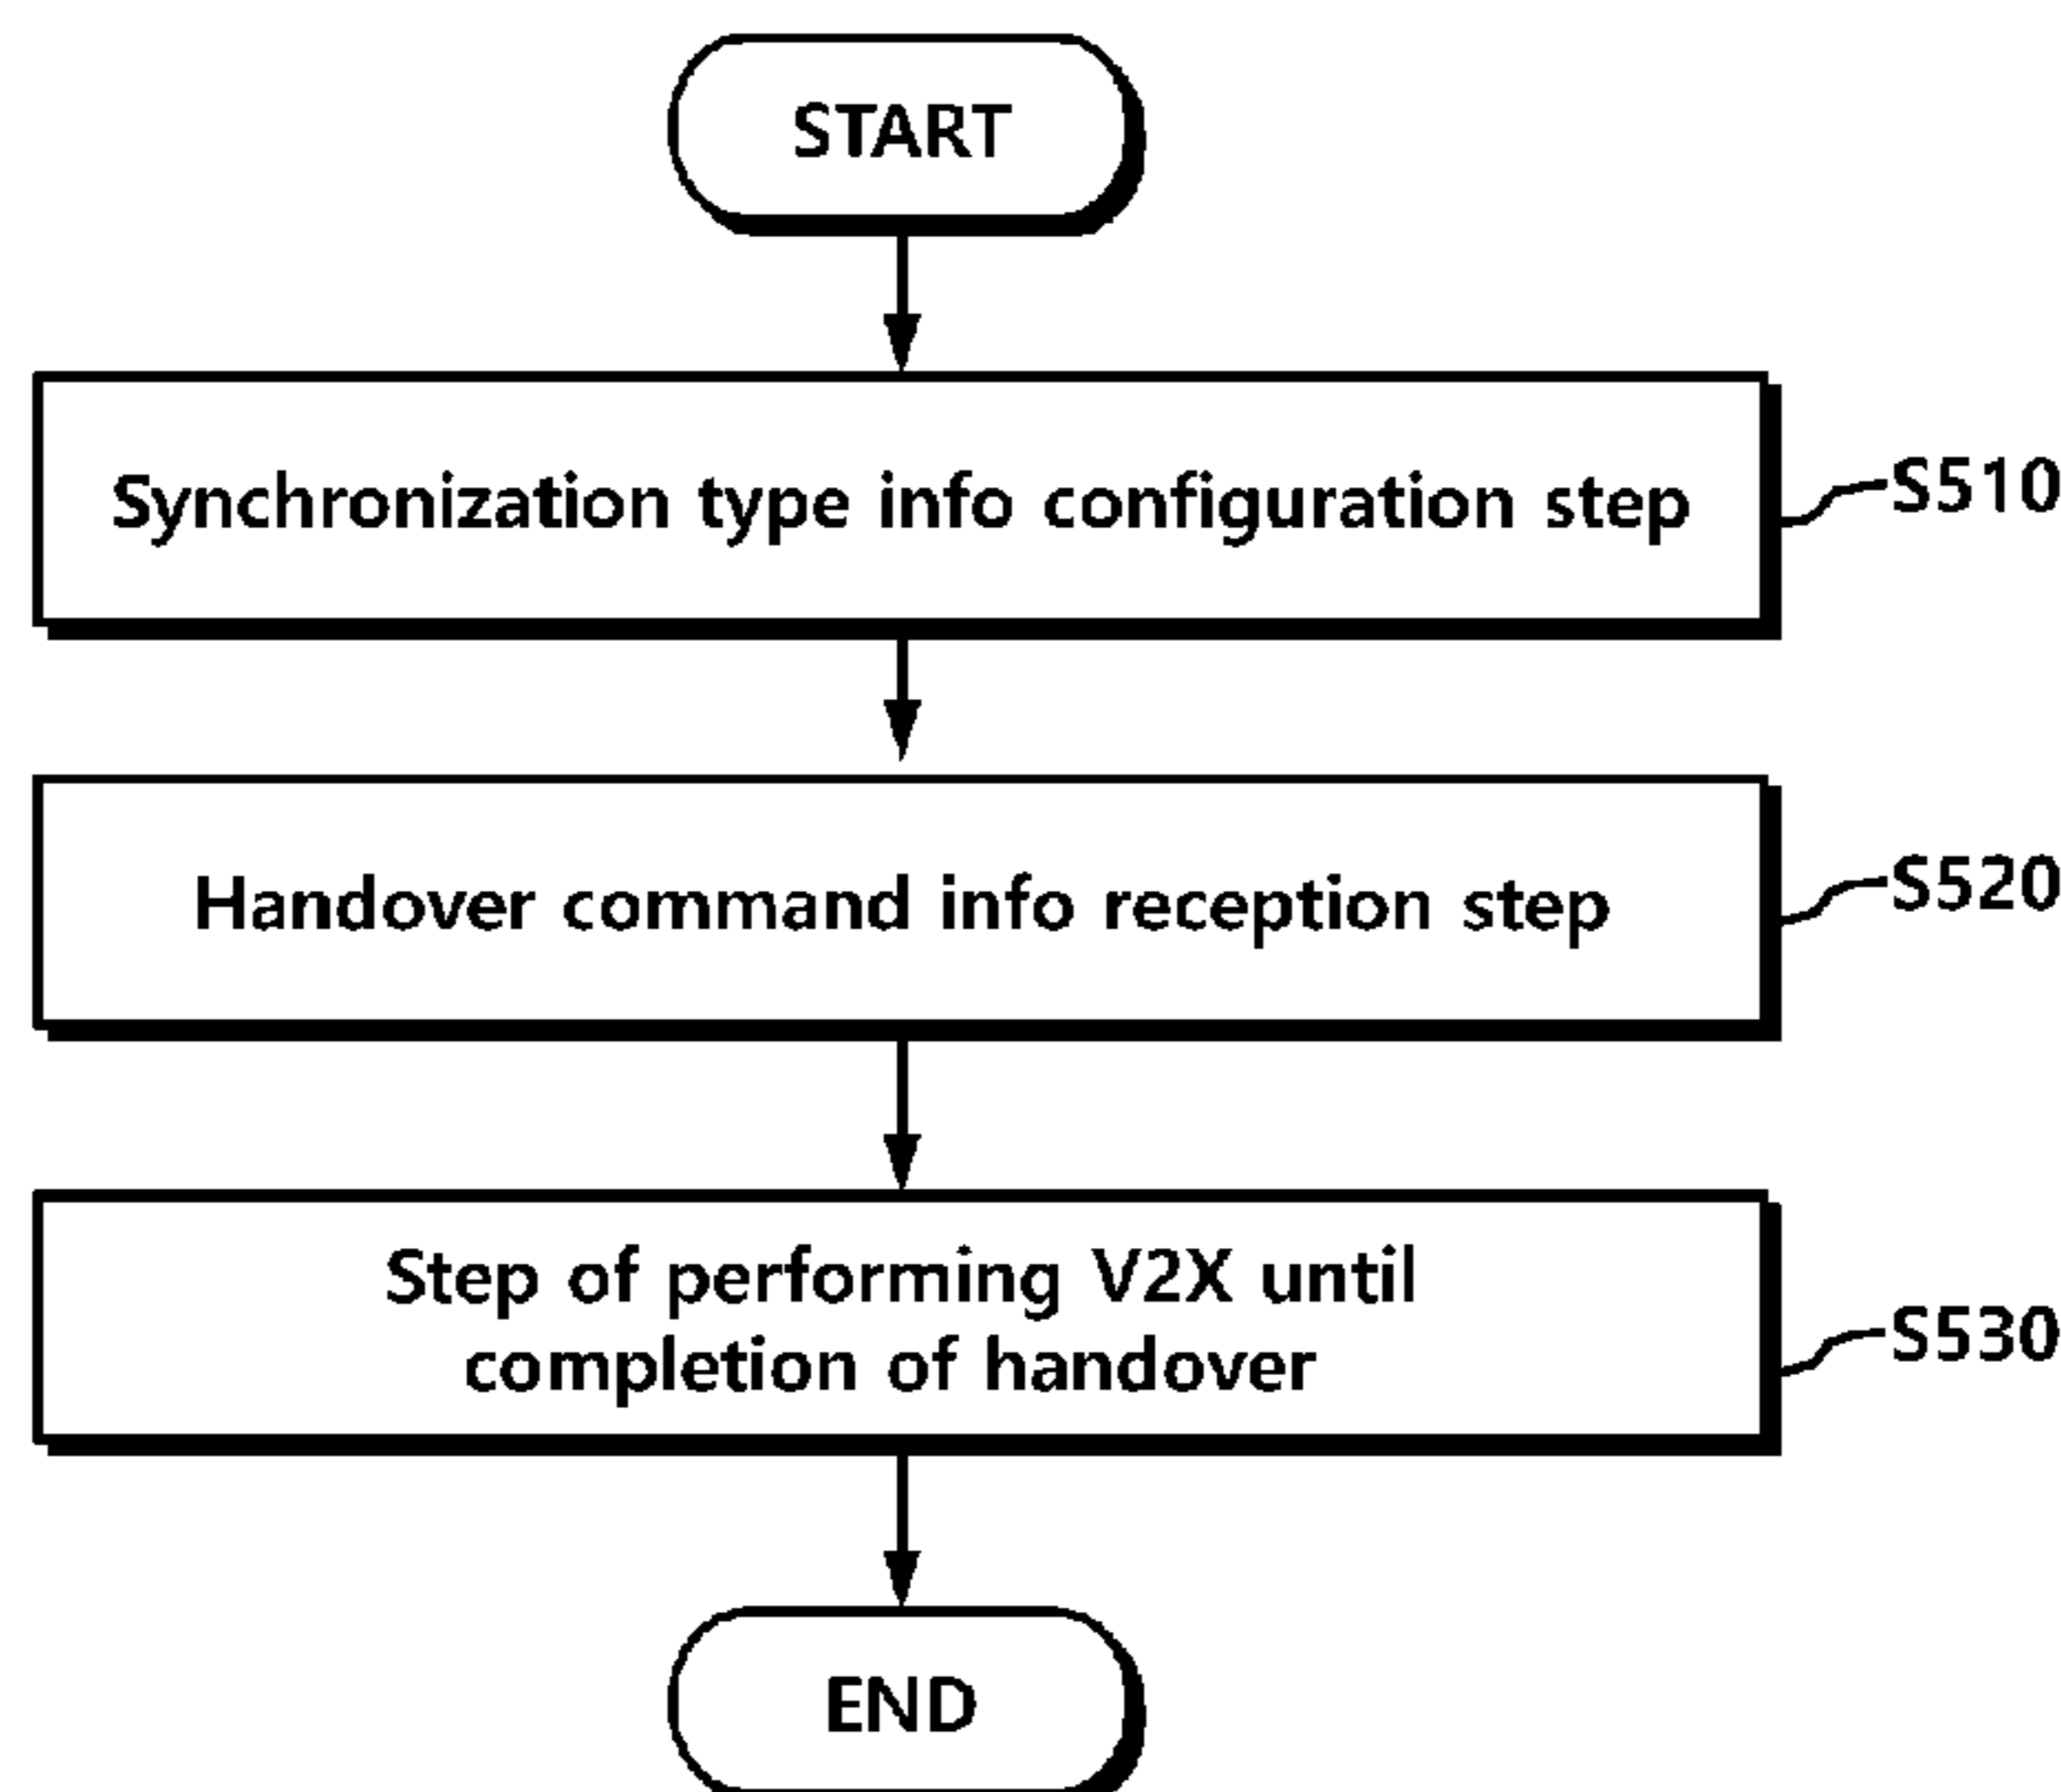 START
Synchronization type info configuration step
S510
Handover command info reception step
S520
Step of performing V2X until
completion of handover
S530
END